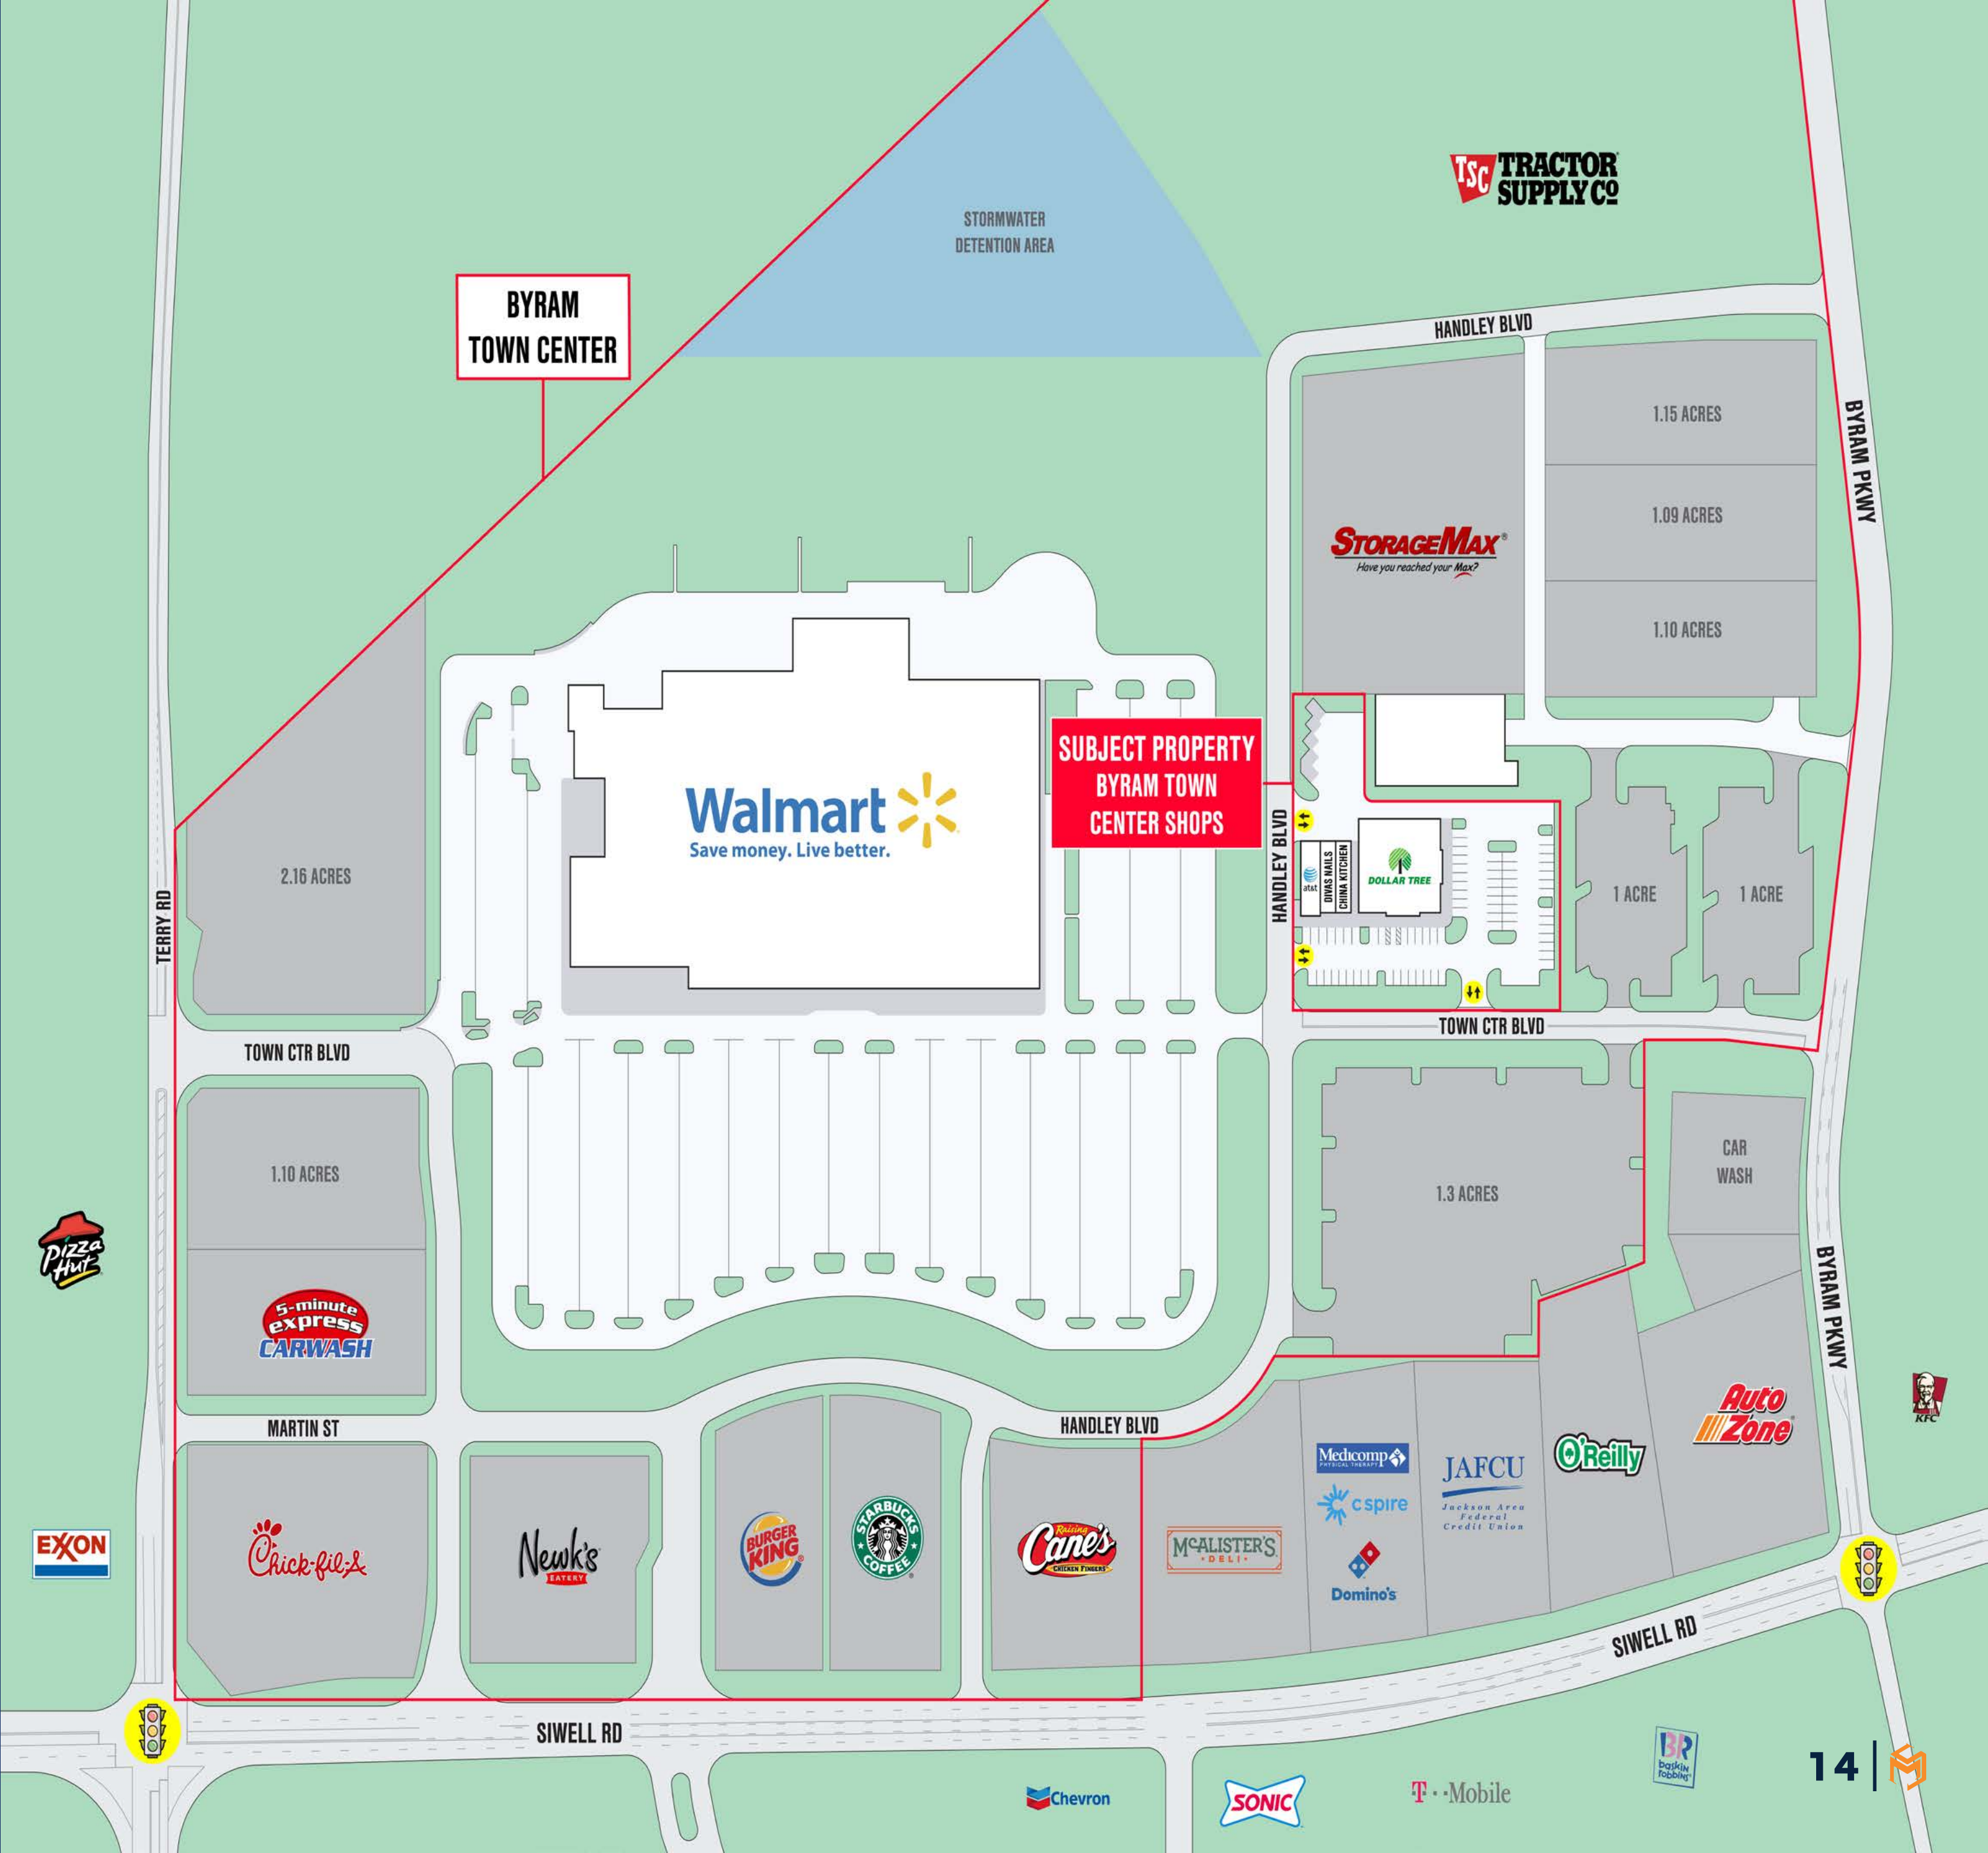 TSC TRACTOR
SUPPLY CO
STORMWATER
DETENTION AREA
BYRAM
TOWN CENTER
HANDLEY BLVD
1.15 ACRES
BYRAM PKWY
1.09 ACRES
STORAGEMAX®
Have you reached your Max?
1.10 ACRES
SUBJECT PROPERTY
BYRAM TOWN
CENTER SHOPS
Walmart
Save money. Live better.
HANDLEY BLVD
at&t
DIVAS NAILS
CHINA KITCHEN
DOLLAR TREE
2.16 ACRES
1 ACRE
1 ACRE
TERRY RD
TOWN CTR BLVD
TOWN CTR BLVD
CAR
WASH
1.10 ACRES
1.3 ACRES
Pizza
Hut
5-minute
express
CARWASH
BYRAM PKWY
Auto
Zone
KFC
MARTIN ST
HANDLEY BLVD
Medicomp
PHYSICAL THERAPY
c spire
Domino's
JAFCU
Jackson Area
Federal
Credit Union
O'Reilly
EXXON
Chick-fil-A
Newk's
EATERY
BURGER
KING®
STARBUCKS
COFFEE®
Raising
Cane's
CHICKEN FINGERS
MCALISTER'S
DELI
SIWELL RD
SIWELL RD
Chevron
SONIC
T··Mobile
BR
baskin
robbins
14